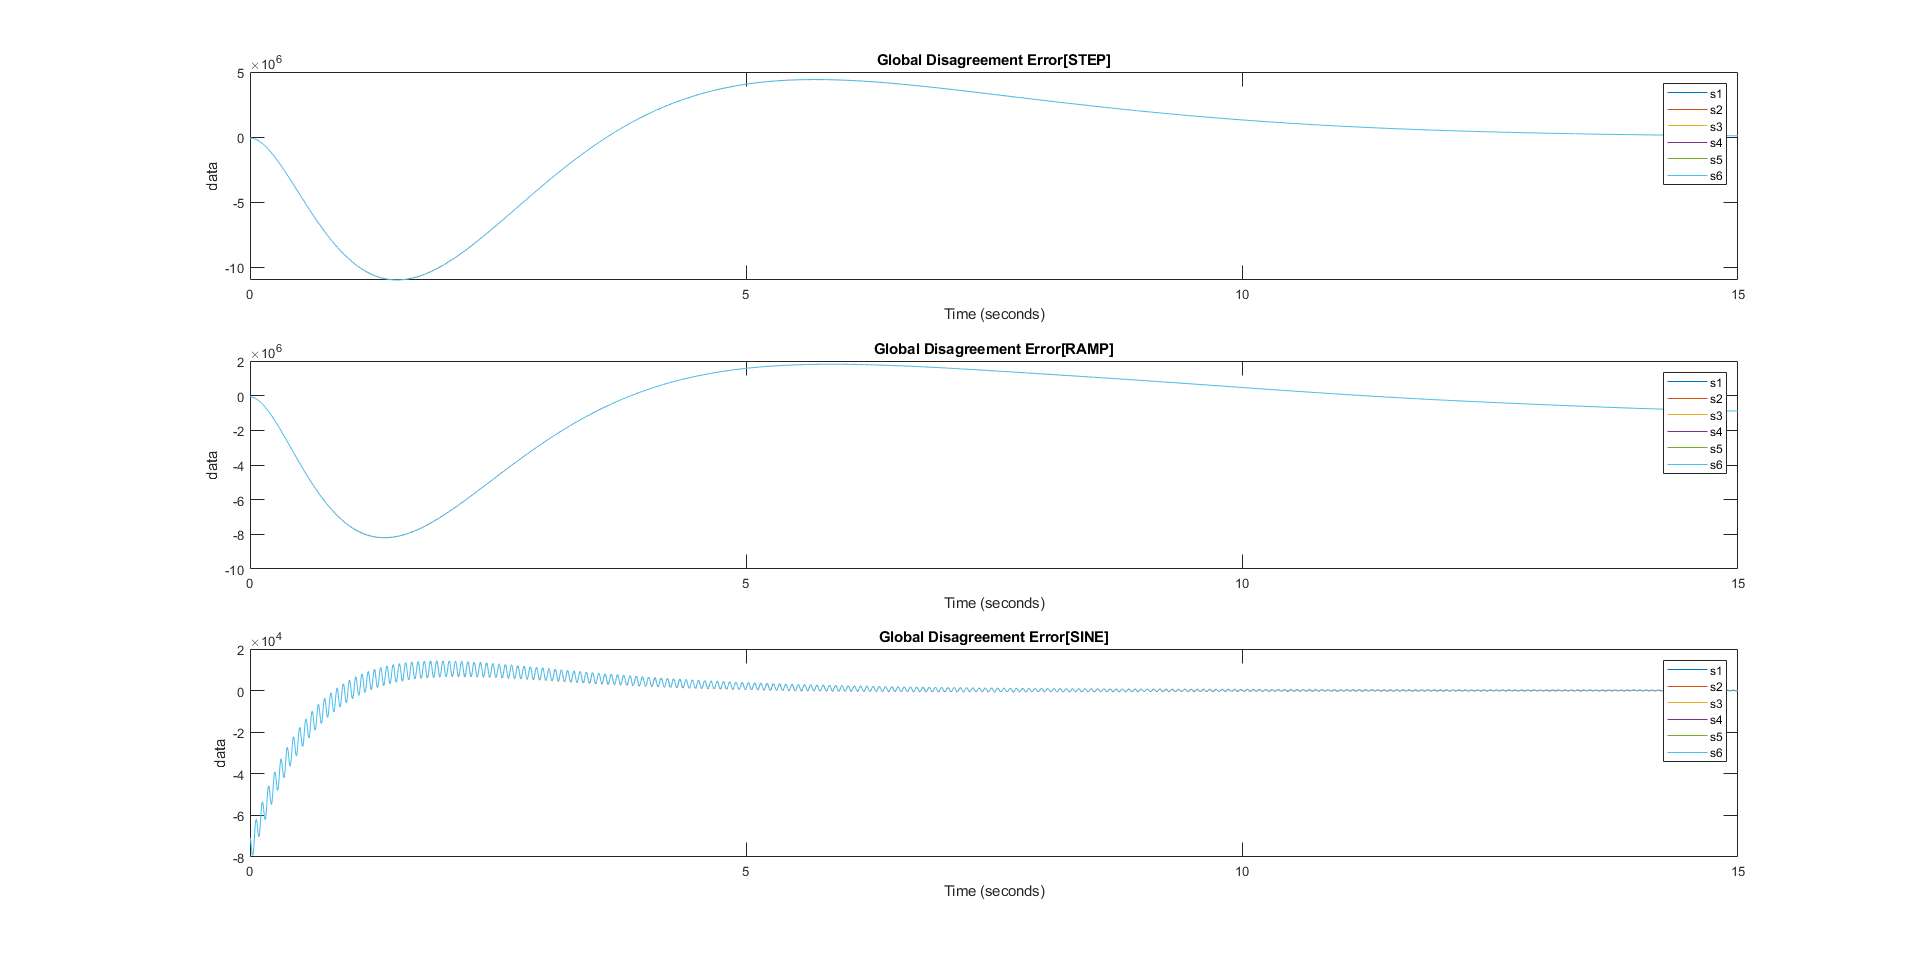 Global Disagreement Error[STEP]
×10^6
5
0
-5
-10
data
0 5 10 15
Time (seconds)
s1
s2
s3
s4
s5
s6
Global Disagreement Error[RAMP]
×10^6
2
0
-2
-4
-6
-8
-10
data
0 5 10 15
Time (seconds)
s1
s2
s3
s4
s5
s6
Global Disagreement Error[SINE]
×10^4
2
0
-2
-4
-6
-8
data
0 5 10 15
Time (seconds)
s1
s2
s3
s4
s5
s6